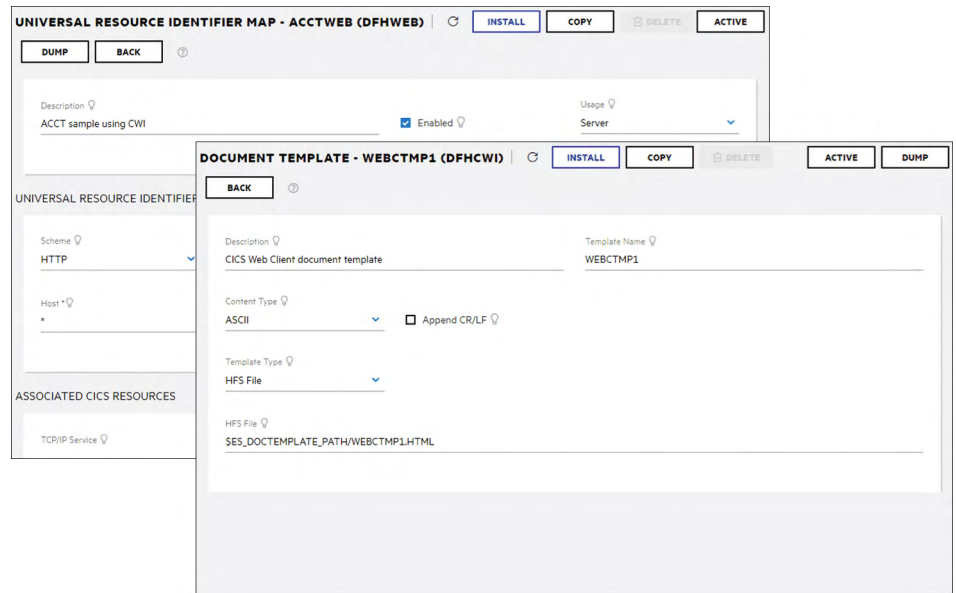 UNIVERSAL RESOURCE IDENTIFIER MAP - ACCTWEB (DFHWEB) INSTALL COPY DELETE ACTIVE
DUMP BACK
Description Usage
ACCT sample using CWI Enabled Server
UNIVERSAL RESOURCE IDENTIFIER
Scheme
HTTP
Host *
*
ASSOCIATED CICS RESOURCES
TCP/IP Service
DOCUMENT TEMPLATE - WEBCTMP1 (DFHCWI) INSTALL COPY DELETE ACTIVE DUMP
BACK
Description Template Name
CICS Web Client document template WEBCTMP1
Content Type
ASCII Append CR/LF
Template Type
HFS File
HFS File
$ES_DOCTEMPLATE_PATH/WEBCTMP1.HTML